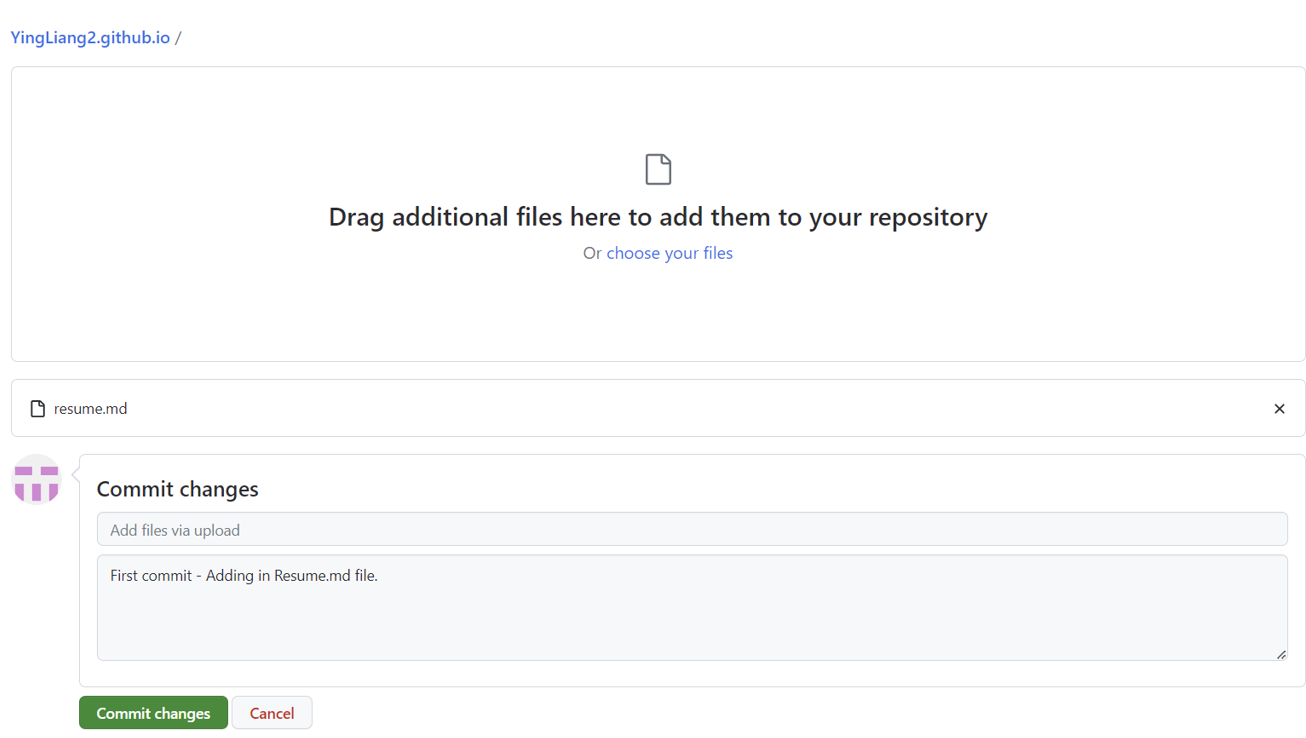 YingLiang2.github.io /
Drag additional files here to add them to your repository
Or choose your files
resume.md
Commit changes
Add files via upload
First commit - Adding in Resume.md file.
Commit changes Cancel